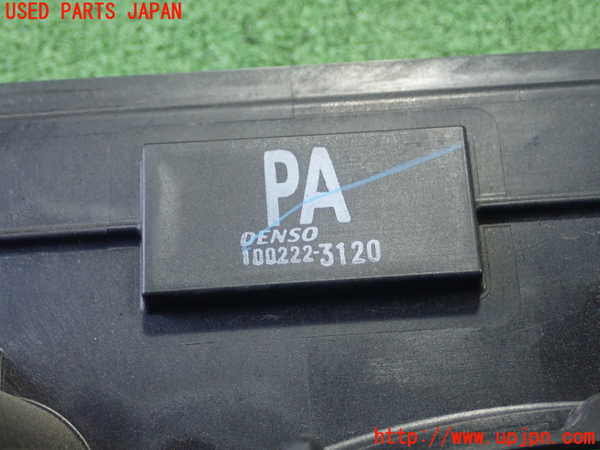 USED PARTS JAPAN
PA
DENSO
100222-3120
http://www.upjpn.com